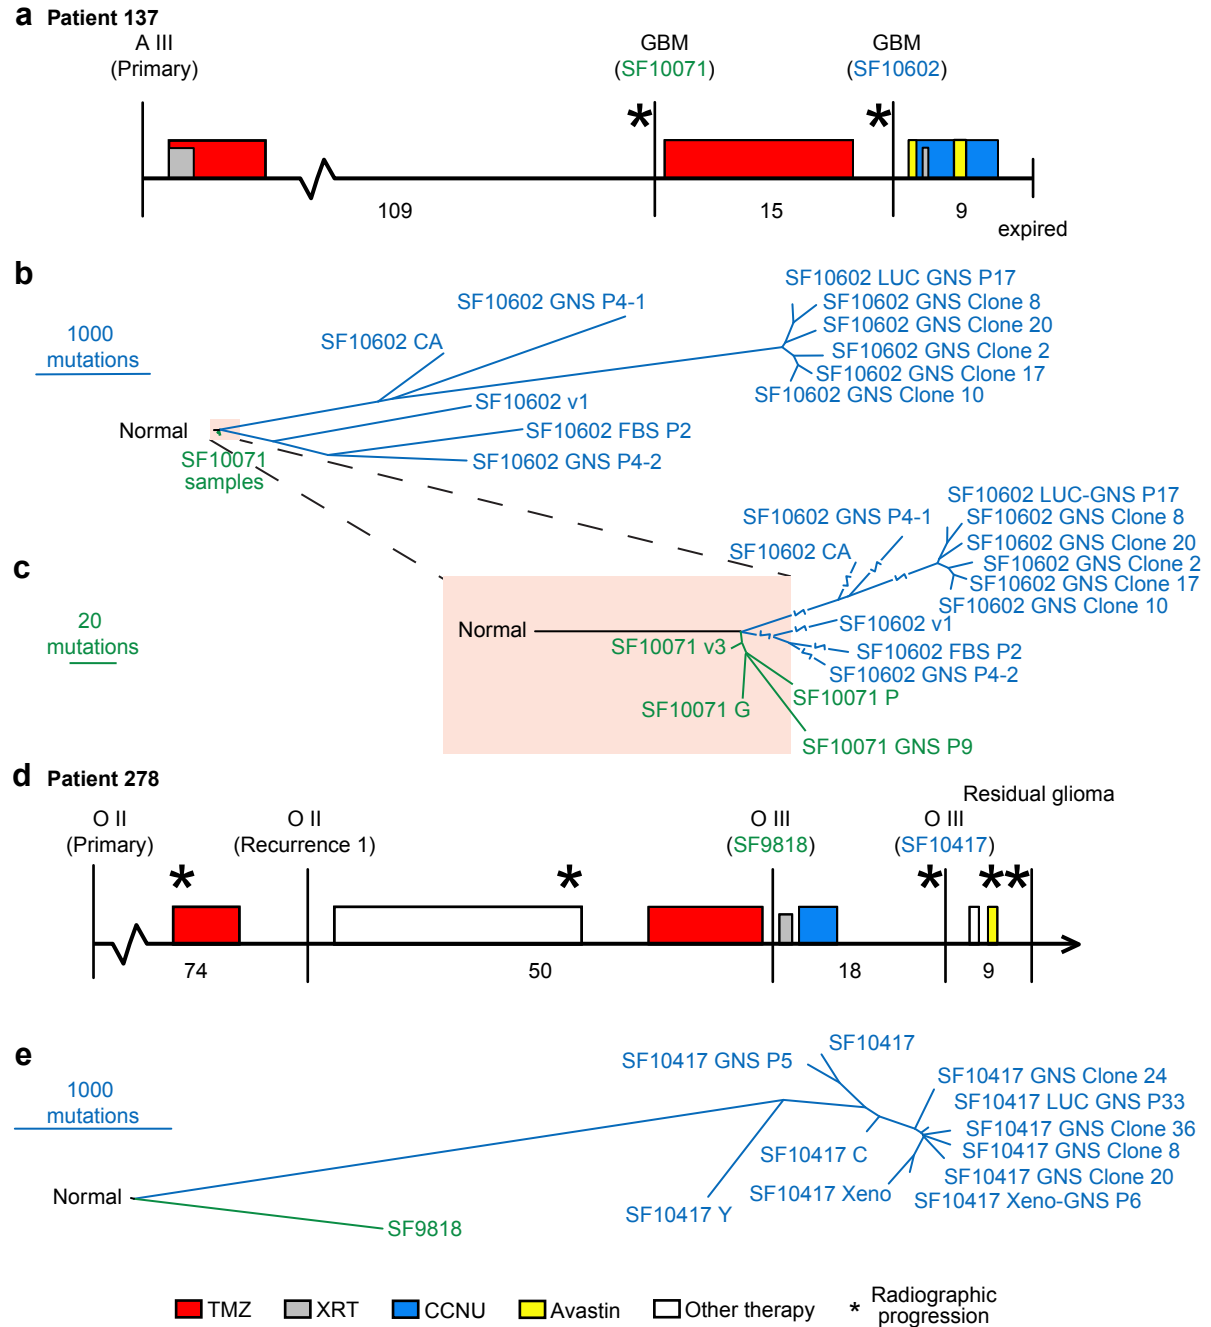 a Patient 137
A III
(Primary)
GBM
(SF10071)
GBM
(SF10602)
*
*
109
15
9
expired
b
1000
mutations
SF10602 LUC GNS P17
SF10602 GNS P4-1
SF10602 GNS Clone 8
SF10602 GNS Clone 20
SF10602 CA
SF10602 GNS Clone 2
SF10602 GNS Clone 17
SF10602 GNS Clone 10
SF10602 v1
Normal
SF10602 FBS P2
SF10602 GNS P4-2
SF10071
samples
c
20
mutations
SF10602 LUC-GNS P17
SF10602 GNS P4-1
SF10602 GNS Clone 8
SF10602 GNS Clone 20
SF10602 CA
SF10602 GNS Clone 2
SF10602 GNS Clone 17
SF10602 GNS Clone 10
Normal
SF10602 v1
SF10071 v3
SF10602 FBS P2
SF10602 GNS P4-2
SF10071 P
SF10071 G
SF10071 GNS P9
d Patient 278
Residual glioma
O II
(Primary)
O II
(Recurrence 1)
O III
(SF9818)
O III
(SF10417)
*
*
*
**
74
50
18
9
e
1000
mutations
SF10417
SF10417 GNS P5
SF10417 GNS Clone 24
SF10417 LUC GNS P33
SF10417 GNS Clone 36
SF10417 GNS Clone 8
SF10417 C
SF10417 GNS Clone 20
SF10417 Xeno
SF10417 Xeno-GNS P6
Normal
SF10417 Y
SF9818
TMZ
XRT
CCNU
Avastin
Other therapy
* Radiographic
progression